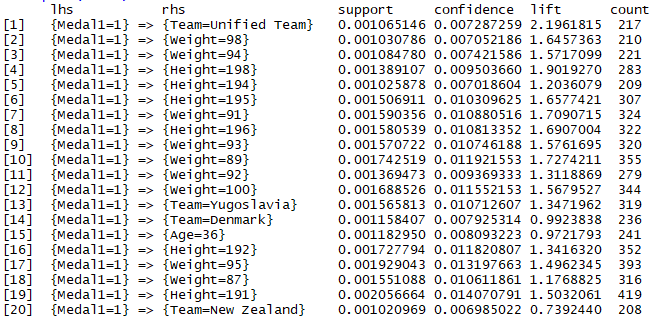 lhs rhs support confidence lift count
[1] {Medal1=1} => {Team=Unified Team} 0.001065146 0.007287259 2.1961815 217
[2] {Medal1=1} => {Weight=98} 0.001030786 0.007052186 1.6457363 210
[3] {Medal1=1} => {Weight=94} 0.001084780 0.007421586 1.5717099 221
[4] {Medal1=1} => {Height=198} 0.001389107 0.009503660 1.9019270 283
[5] {Medal1=1} => {Height=194} 0.001025878 0.007018604 1.2036079 209
[6] {Medal1=1} => {Height=195} 0.001506911 0.010309625 1.6577421 307
[7] {Medal1=1} => {Weight=91} 0.001590356 0.010880516 1.7090715 324
[8] {Medal1=1} => {Height=196} 0.001580539 0.010813352 1.6907004 322
[9] {Medal1=1} => {Weight=93} 0.001570722 0.010746188 1.5761695 320
[10] {Medal1=1} => {Weight=89} 0.001742519 0.011921553 1.7274211 355
[11] {Medal1=1} => {Weight=92} 0.001369473 0.009369333 1.3118869 279
[12] {Medal1=1} => {Weight=100} 0.001688526 0.011552153 1.5679527 344
[13] {Medal1=1} => {Team=Yugoslavia} 0.001565813 0.010712607 1.3471962 319
[14] {Medal1=1} => {Team=Denmark} 0.001158407 0.007925314 0.9923838 236
[15] {Medal1=1} => {Age=36} 0.001182950 0.008093223 0.9721793 241
[16] {Medal1=1} => {Height=192} 0.001727794 0.011820807 1.3416320 352
[17] {Medal1=1} => {Weight=95} 0.001929043 0.013197663 1.4962345 393
[18] {Medal1=1} => {Weight=87} 0.001551088 0.010611861 1.1768825 316
[19] {Medal1=1} => {Height=191} 0.002056664 0.014070791 1.5032061 419
[20] {Medal1=1} => {Team=New Zealand} 0.001020969 0.006985022 0.7392440 208